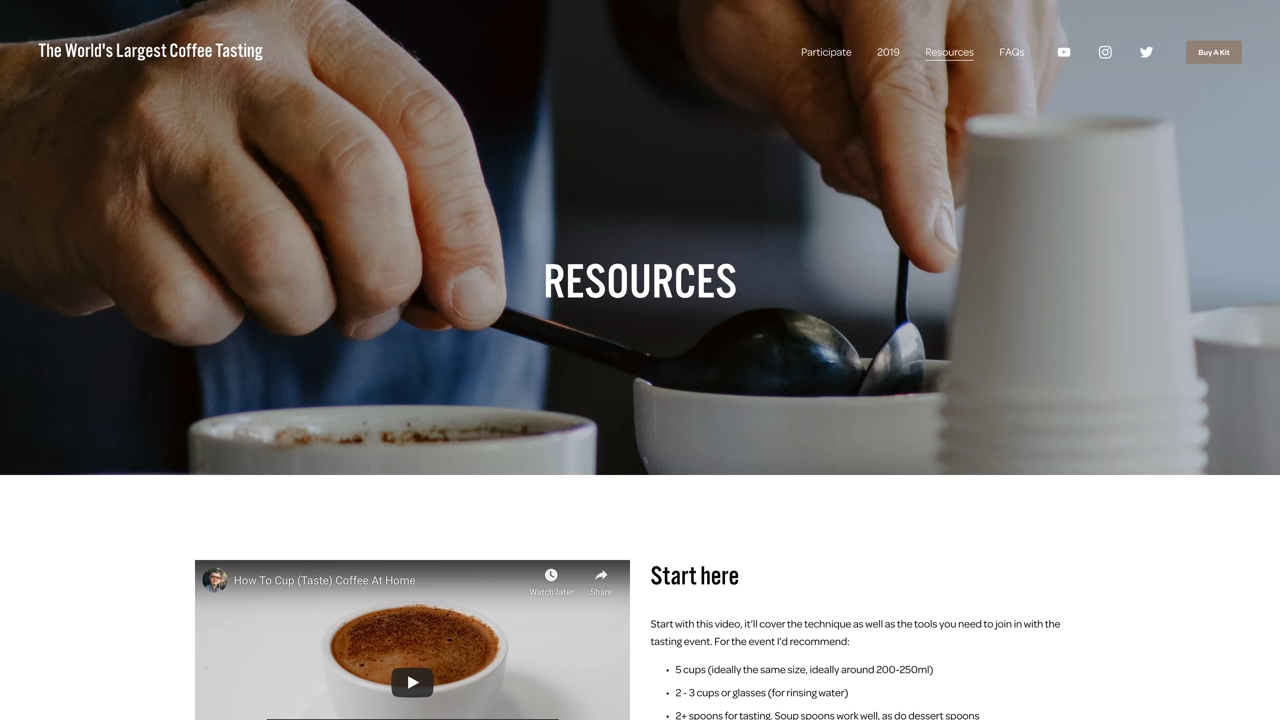 The World's Largest Coffee Tasting
Participate
2019
Resources
FAQs
Buy A Kit
RESOURCES
How To Cup (Taste) Coffee At Home
Watch later
Share
Start here
Start with this video, it’ll cover the technique as well as the tools you need to join in with the
tasting event. For the event I’d recommend:
• 5 cups (ideally the same size, ideally around 200-250ml)
• 2 - 3 cups or glasses (for rinsing water)
• 2+ spoons for tasting. Soup spoons work well, as do dessert spoons